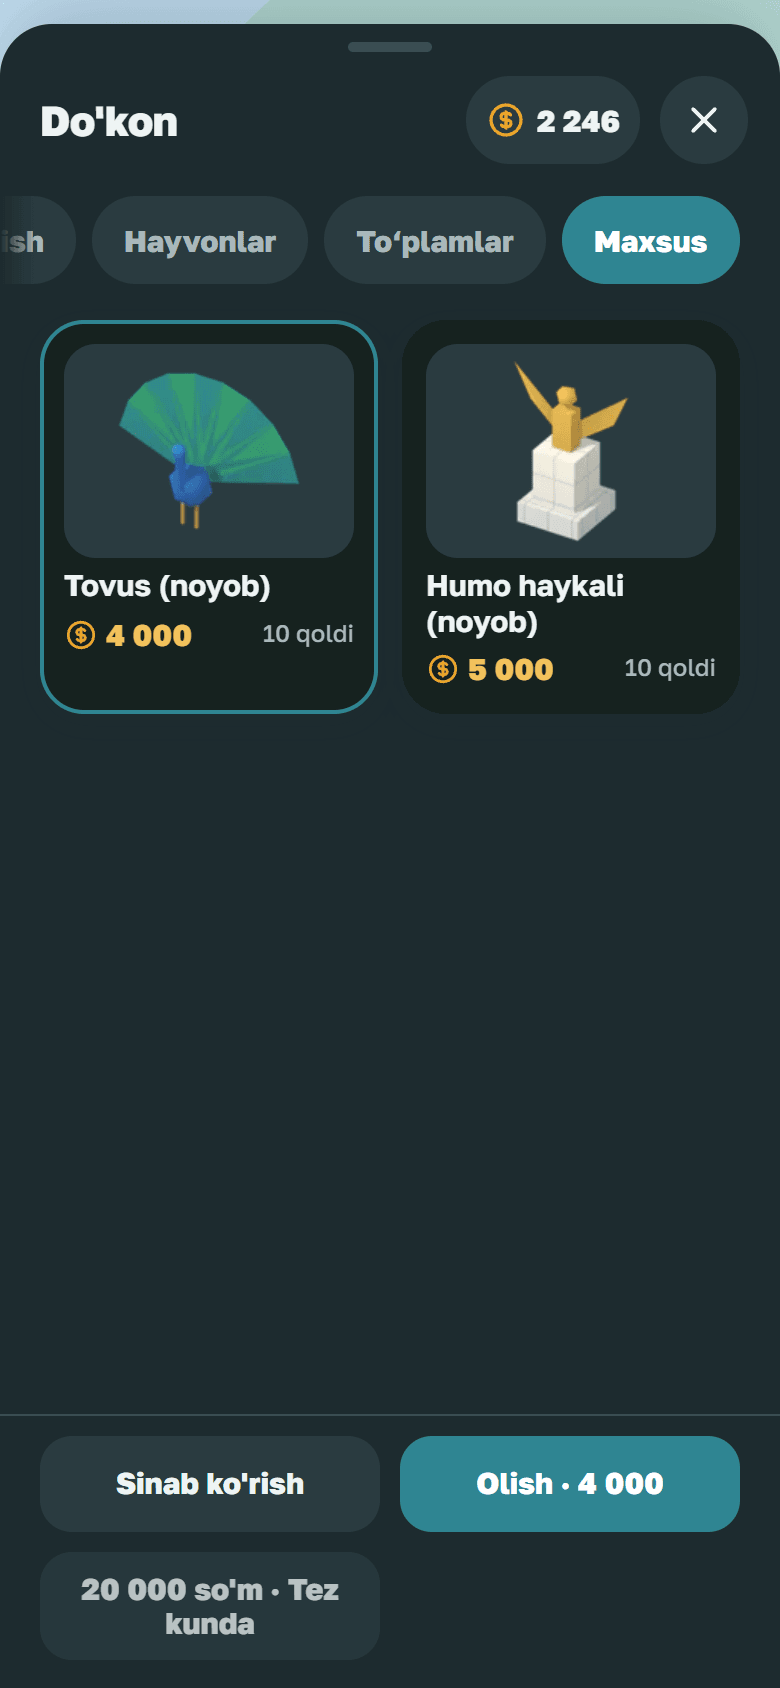 Do'kon
2 246
ish
Hayvonlar
To‘plamlar
Maxsus
Tovus (noyob)
4 000
10 qoldi
Humo haykali
(noyob)
5 000
10 qoldi
Sinab ko'rish
Olish · 4 000
20 000 so'm · Tez
kunda